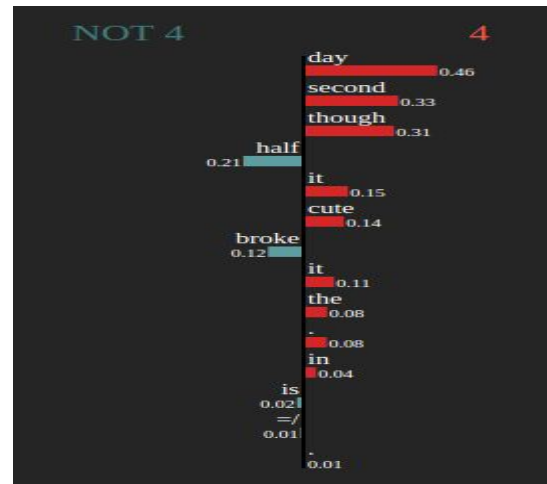 NOT 4 4
day
0.46
second
0.33
though
0.31
half
0.21
it
0.15
cute
0.14
broke
0.12
it
0.11
the
0.08
.
0.08
in
0.04
is
0.02
=/
0.01
.
0.01